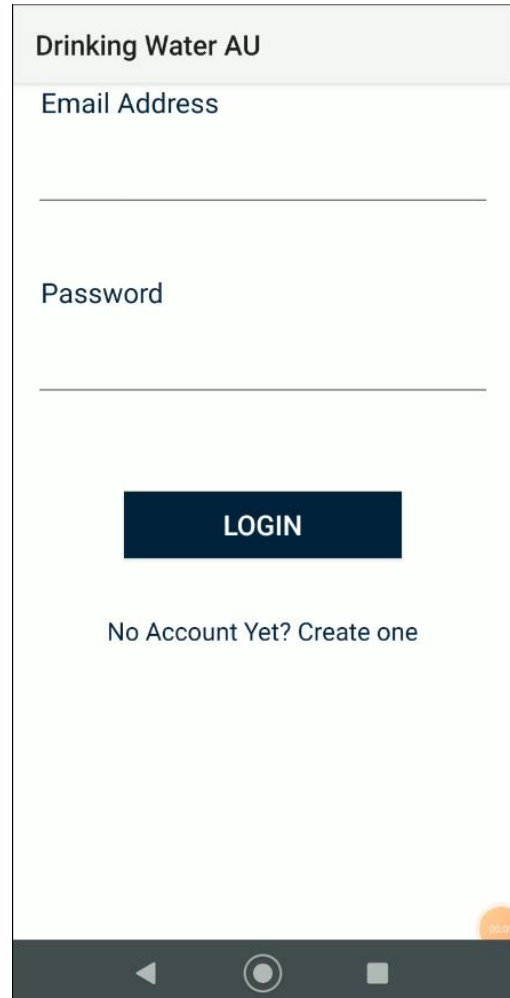 Drinking Water AU
Email Address
Password
LOGIN
No Account Yet? Create one